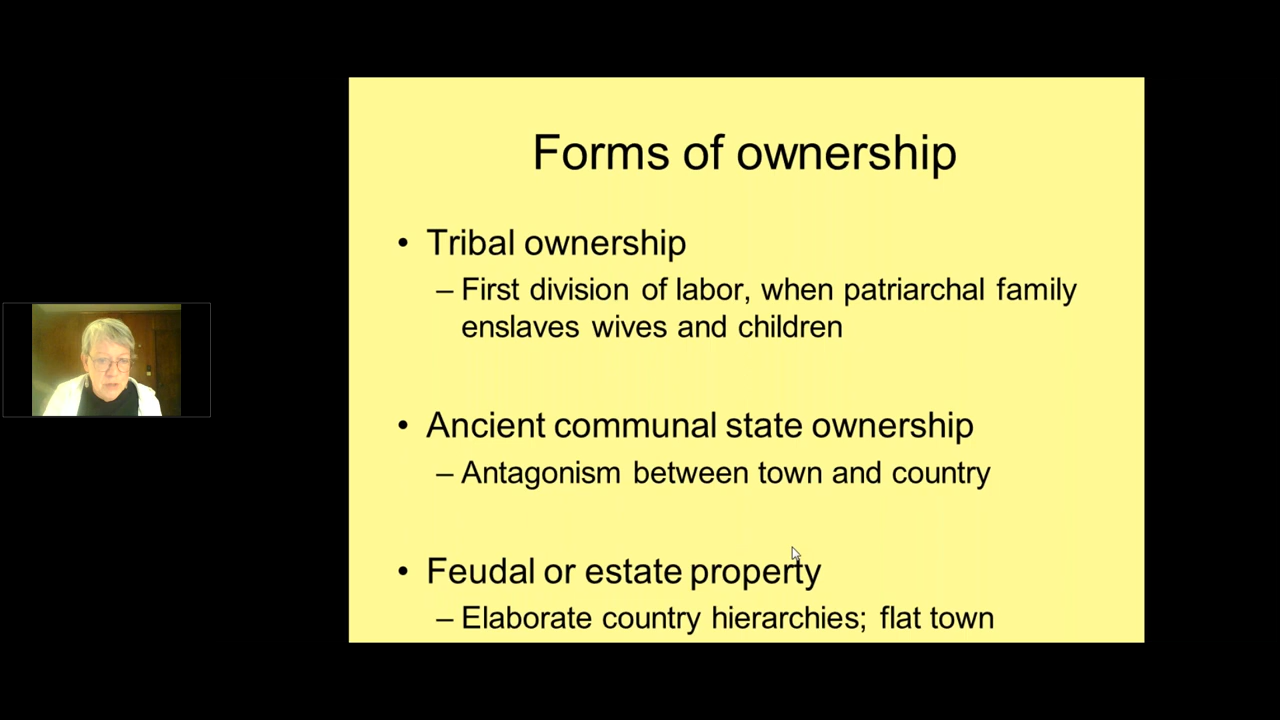 Forms of ownership
• Tribal ownership
– First division of labor, when patriarchal family
enslaves wives and children
• Ancient communal state ownership
– Antagonism between town and country
• Feudal or estate property
– Elaborate country hierarchies; flat town